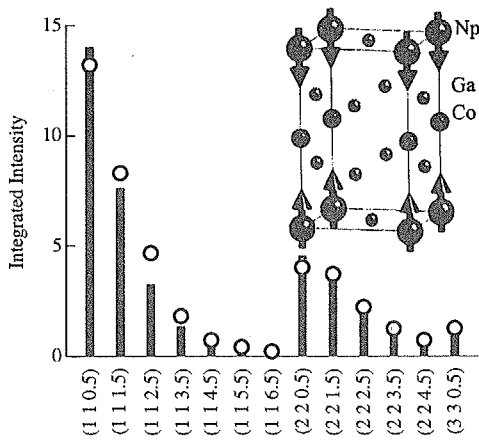 15
10
5
0
Integrated Intensity
Np
Ga
Co
(1 1 0.5)
(1 1 1.5)
(1 1 2.5)
(1 1 3.5)
(1 1 4.5)
(1 1 5.5)
(1 1 6.5)
(2 2 0.5)
(2 2 1.5)
(2 2 2.5)
(2 2 3.5)
(2 2 4.5)
(3 3 0.5)